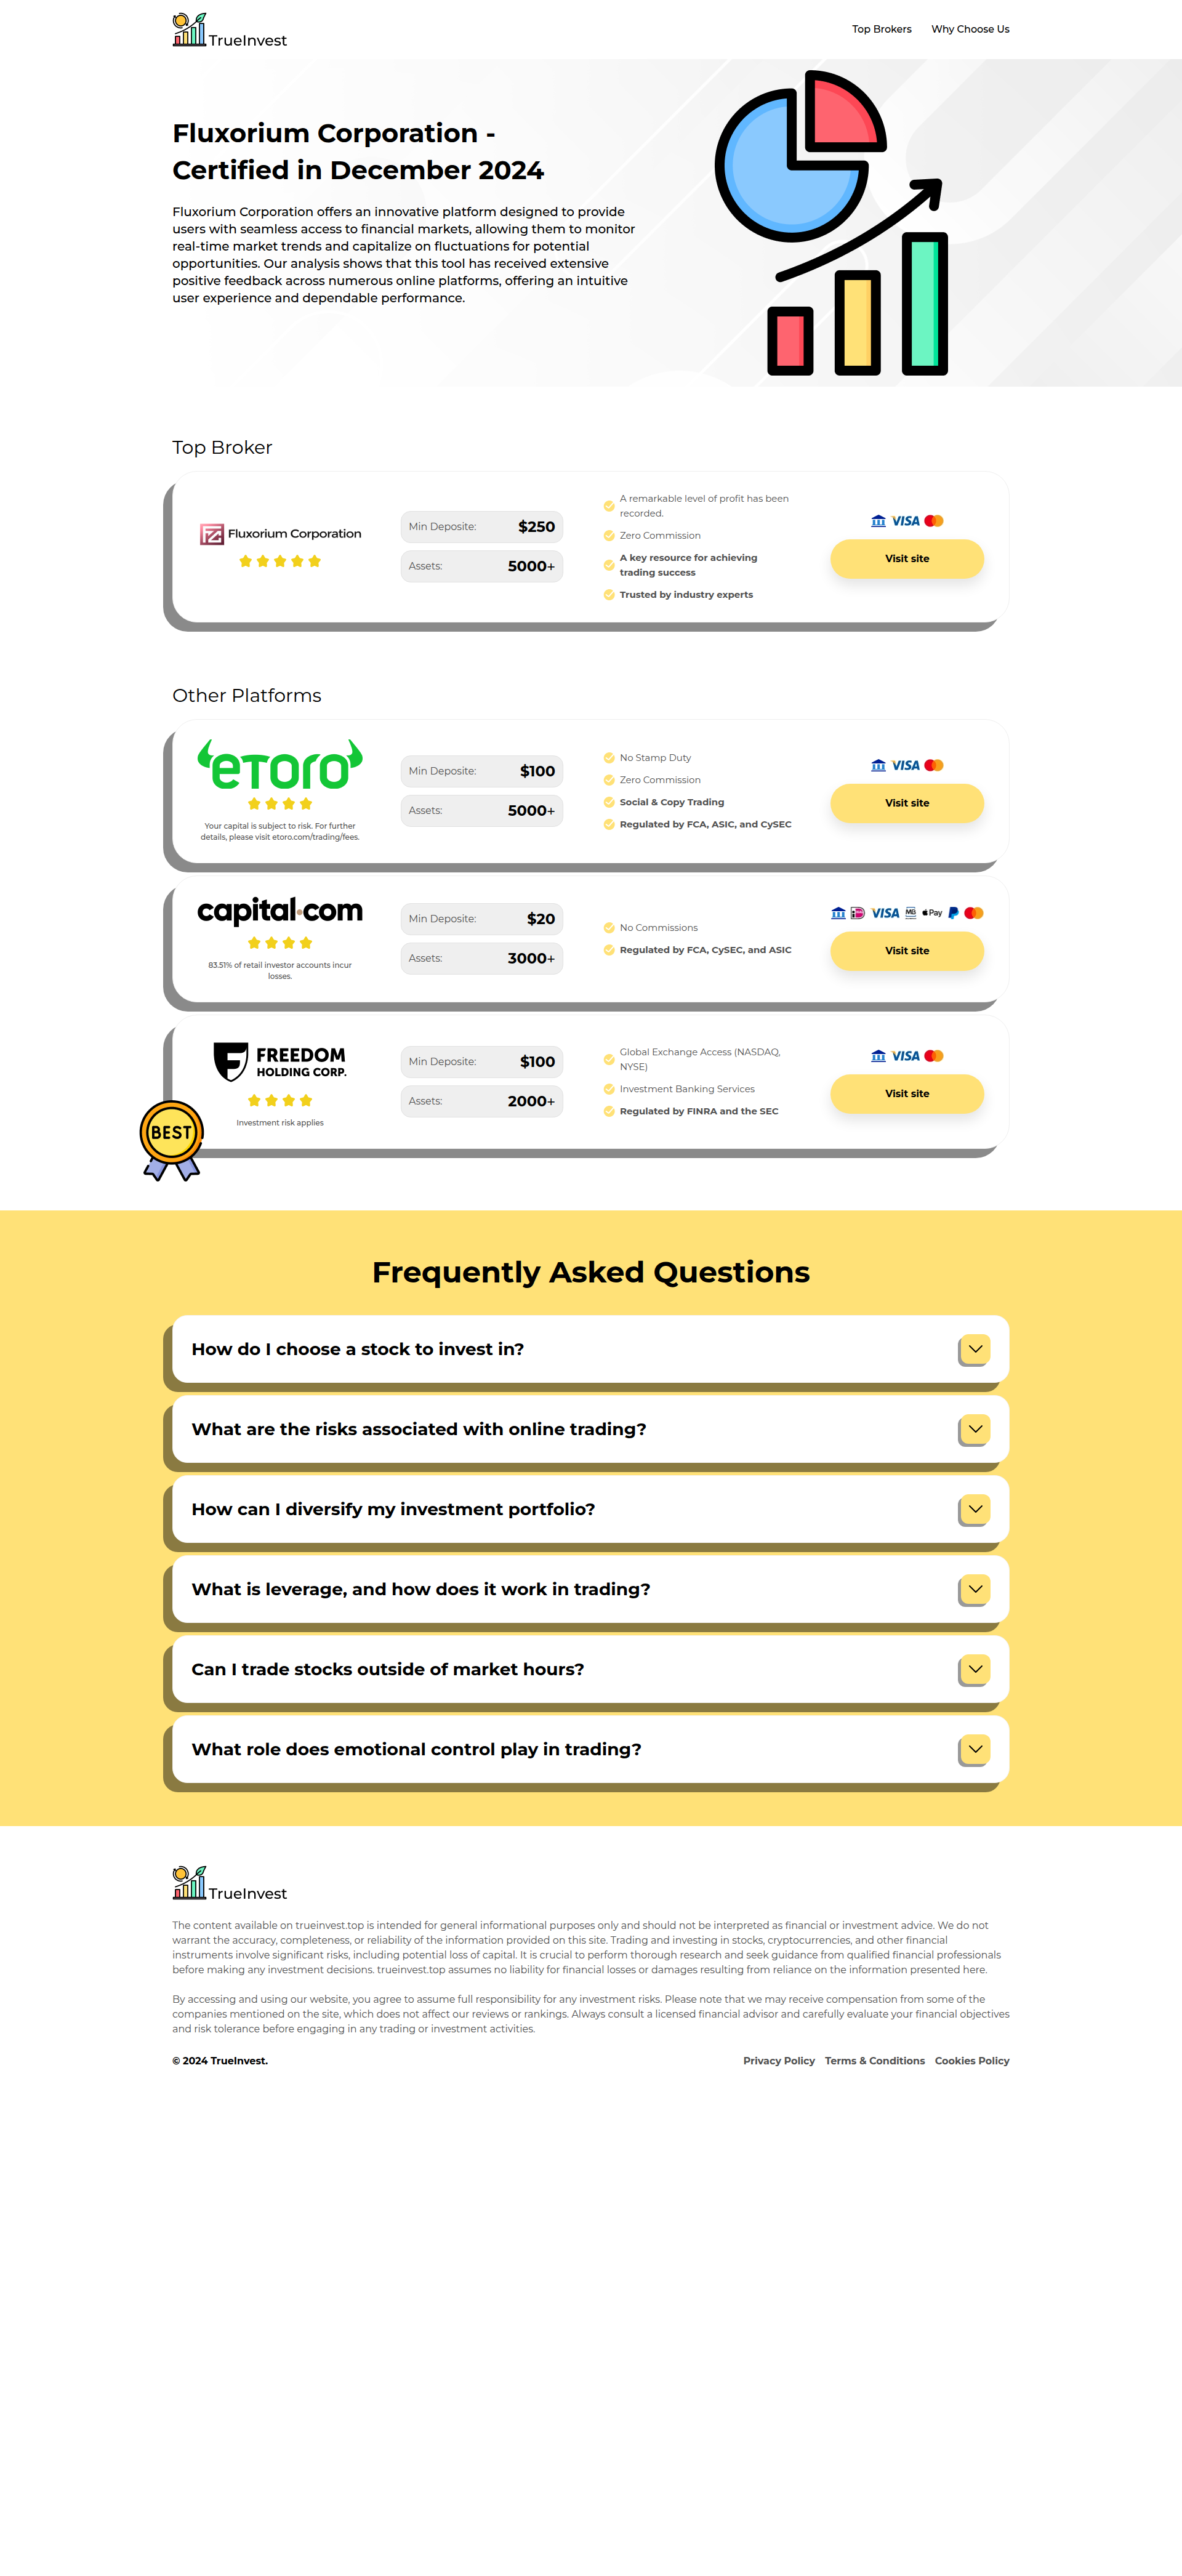 TrueInvest
Top Brokers
Why Choose Us
Fluxorium Corporation -
Certified in December 2024
Fluxorium Corporation offers an innovative platform designed to provide
users with seamless access to financial markets, allowing them to monitor
real-time market trends and capitalize on fluctuations for potential
opportunities. Our analysis shows that this tool has received extensive
positive feedback across numerous online platforms, offering an intuitive
user experience and dependable performance.
Top Broker
Fluxorium Corporation
Min Deposite: $250
Assets: 5000+
A remarkable level of profit has been
recorded.
Zero Commission
A key resource for achieving
trading success
Trusted by industry experts
VISA
Visit site
Other Platforms
eToro
Your capital is subject to risk. For further
details, please visit etoro.com/trading/fees.
Min Deposite: $100
Assets: 5000+
No Stamp Duty
Zero Commission
Social & Copy Trading
Regulated by FCA, ASIC, and CySEC
VISA
Visit site
capital.com
83.51% of retail investor accounts incur
losses.
Min Deposite: $20
Assets: 3000+
No Commissions
Regulated by FCA, CySEC, and ASIC
VISA MB Pay
Visit site
FREEDOM
HOLDING CORP.
Investment risk applies
BEST
Min Deposite: $100
Assets: 2000+
Global Exchange Access (NASDAQ,
NYSE)
Investment Banking Services
Regulated by FINRA and the SEC
VISA
Visit site
Frequently Asked Questions
How do I choose a stock to invest in?
What are the risks associated with online trading?
How can I diversify my investment portfolio?
What is leverage, and how does it work in trading?
Can I trade stocks outside of market hours?
What role does emotional control play in trading?
TrueInvest
The content available on trueinvest.top is intended for general informational purposes only and should not be interpreted as financial or investment advice. We do not
warrant the accuracy, completeness, or reliability of the information provided on this site. Trading and investing in stocks, cryptocurrencies, and other financial
instruments involve significant risks, including potential loss of capital. It is crucial to perform thorough research and seek guidance from qualified financial professionals
before making any investment decisions. trueinvest.top assumes no liability for financial losses or damages resulting from reliance on the information presented here.
By accessing and using our website, you agree to assume full responsibility for any investment risks. Please note that we may receive compensation from some of the
companies mentioned on the site, which does not affect our reviews or rankings. Always consult a licensed financial advisor and carefully evaluate your financial objectives
and risk tolerance before engaging in any trading or investment activities.
© 2024 TrueInvest.
Privacy Policy
Terms & Conditions
Cookies Policy